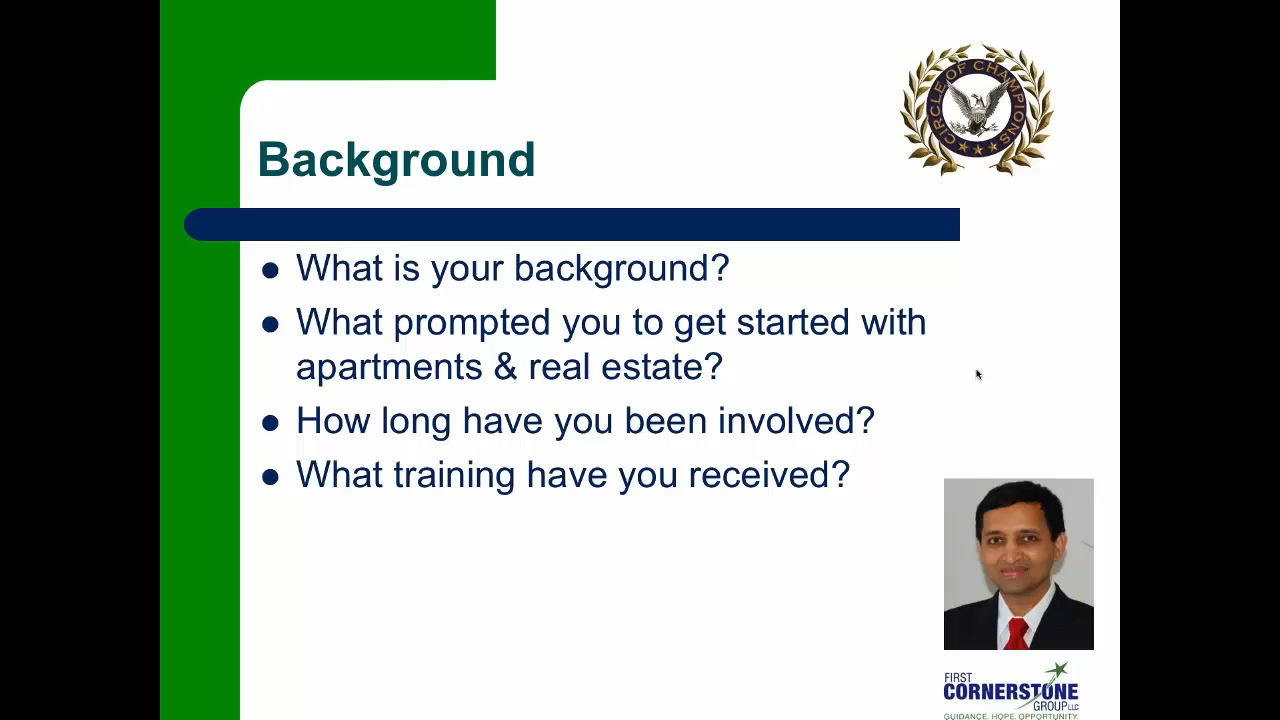 CIRCLE OF CHAMPIONS
Background
● What is your background?
● What prompted you to get started with
apartments & real estate?
● How long have you been involved?
● What training have you received?
FIRST
CORNERSTONE
GROUP LLC
GUIDANCE. HOPE. OPPORTUNITY.